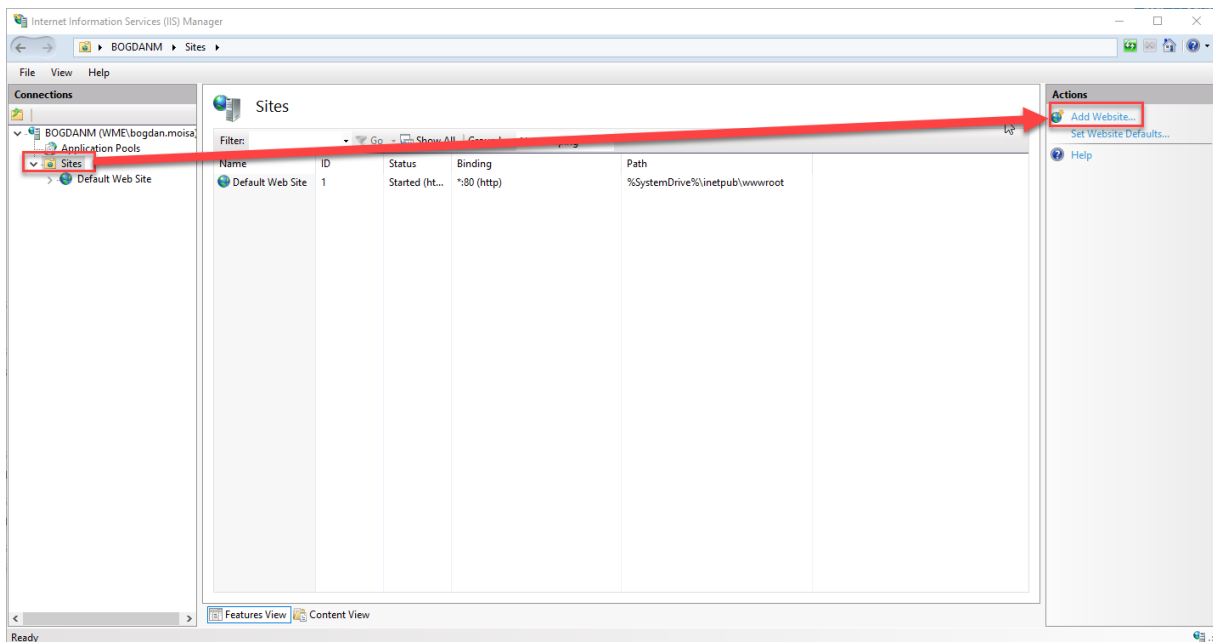 Internet Information Services (IIS) Manager
BOGDANM Sites
File View Help
Connections
BOGDANM (WME\bogdan.moisa)
Application Pools
Sites
Default Web Site
Sites
Filter: Go Show All
Name ID Status Binding Path
Default Web Site 1 Started (ht... *:80 (http) %SystemDrive%\inetpub\wwwroot
Features View Content View
Actions
Add Website...
Set Website Defaults...
Help
Ready